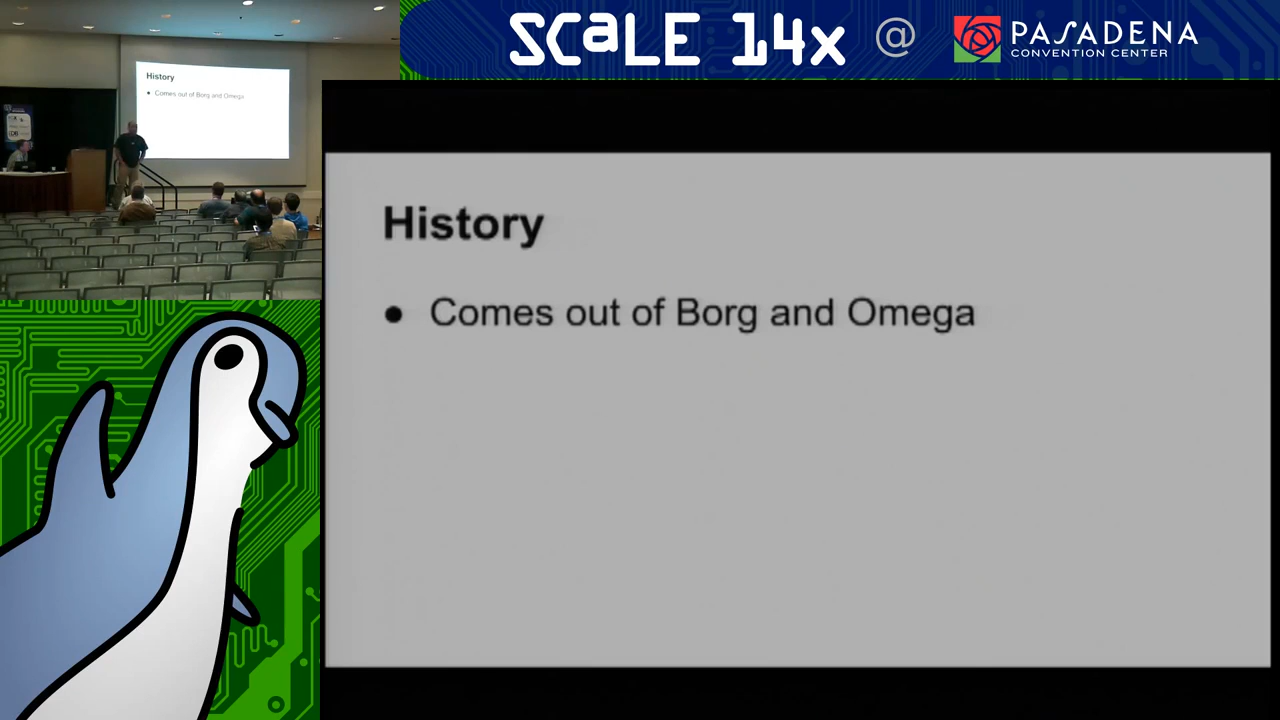 SCaLE 14x @ PASADENA
CONVENTION CENTER
History
• Comes out of Borg and Omega
History
• Comes out of Borg and Omega